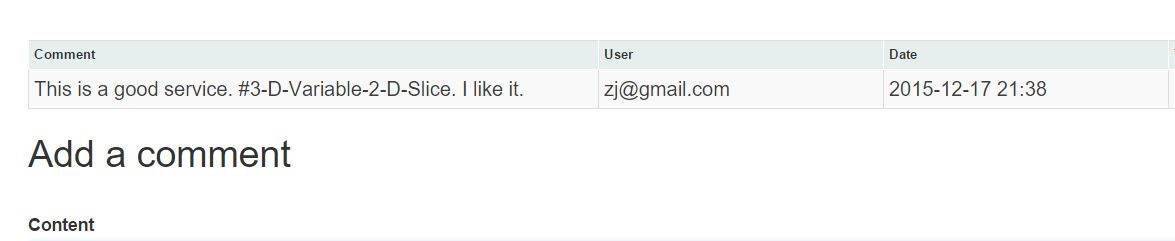 Comment User Date
This is a good service. #3-D-Variable-2-D-Slice. I like it. zj@gmail.com 2015-12-17 21:38
Add a comment
Content